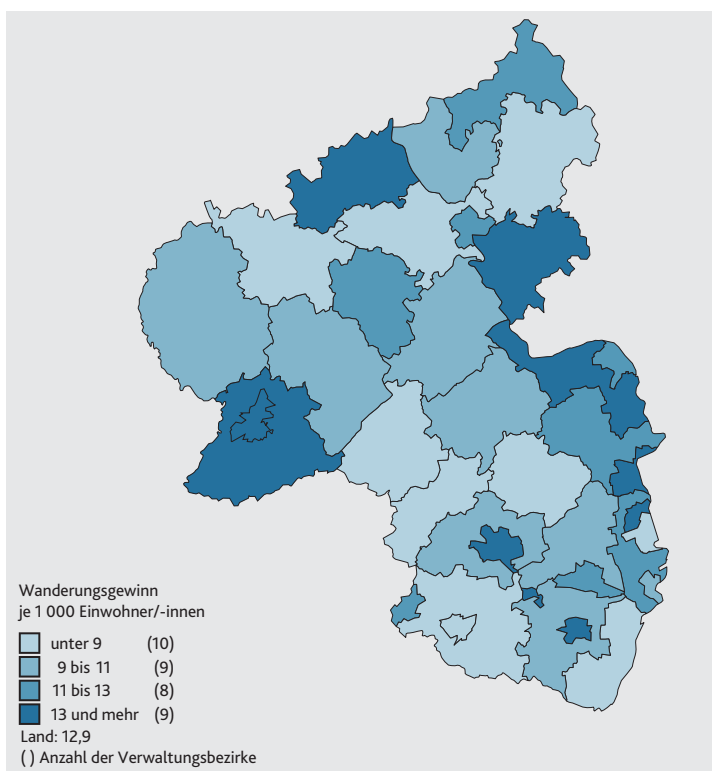 Wanderungsgewinn
je 1 000 Einwohner/-innen
unter 9 (10)
9 bis 11 (9)
11 bis 13 (8)
13 und mehr (9)
Land: 12,9
( ) Anzahl der Verwaltungsbezirke